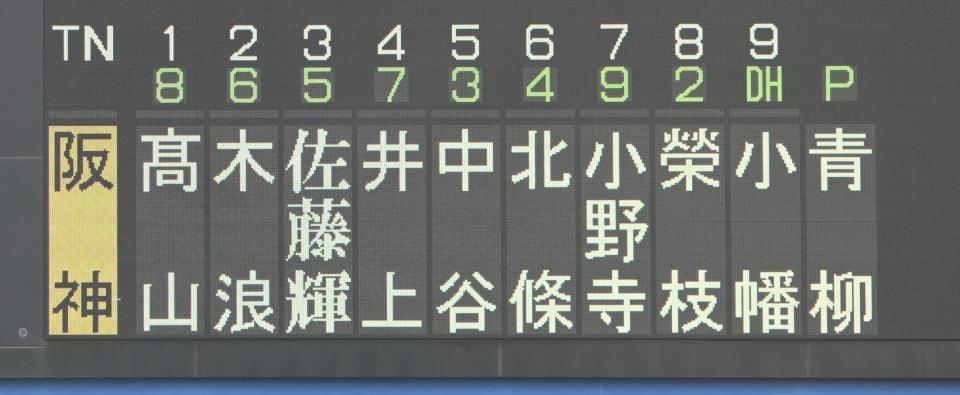 TN 1 2 3 4 5 6 7 8 9
8 6 5 7 3 4 9 2 DH P
阪神
髙山
木浪
佐藤輝
井上
中谷
北條
小野寺
榮枝
小幡
青柳